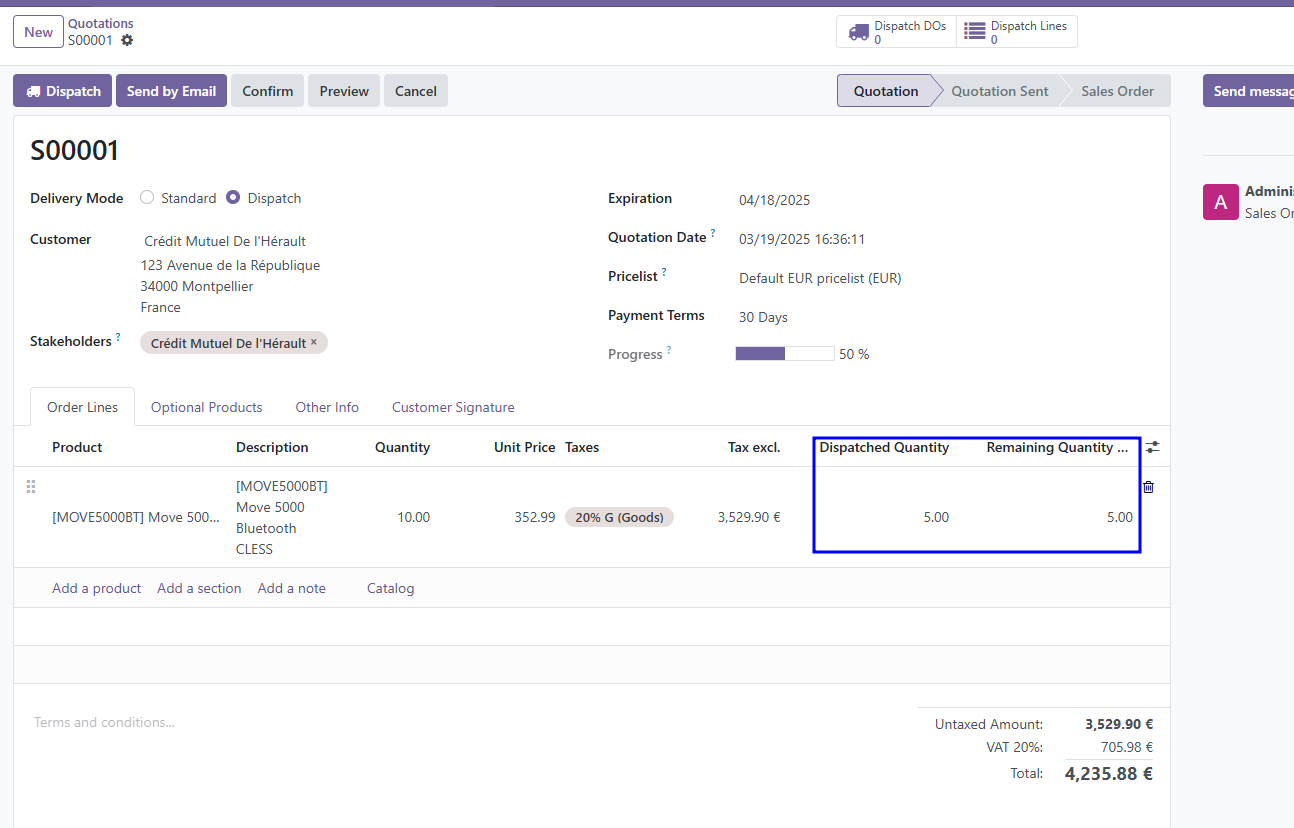 New
Quotations
S00001
Dispatch DOs
0
Dispatch Lines
0
Dispatch
Send by Email
Confirm
Preview
Cancel
Quotation
Quotation Sent
Sales Order
Send messag
S00001
Delivery Mode Standard Dispatch
Customer Crédit Mutuel De l'Hérault
123 Avenue de la République
34000 Montpellier
France
Stakeholders ? Crédit Mutuel De l'Hérault ×
Expiration 04/18/2025
Quotation Date ? 03/19/2025 16:36:11
Pricelist ? Default EUR pricelist (EUR)
Payment Terms 30 Days
Progress ? 50 %
A
Adminis
Sales Or
Order Lines Optional Products Other Info Customer Signature
Product Description Quantity Unit Price Taxes Tax excl. Dispatched Quantity Remaining Quantity ...
[MOVE5000BT] Move 500...
[MOVE5000BT]
Move 5000
Bluetooth
CLESS
10.00 352.99 20% G (Goods) 3,529.90 € 5.00 5.00
Add a product Add a section Add a note Catalog
Terms and conditions...
Untaxed Amount: 3,529.90 €
VAT 20%: 705.98 €
Total: 4,235.88 €